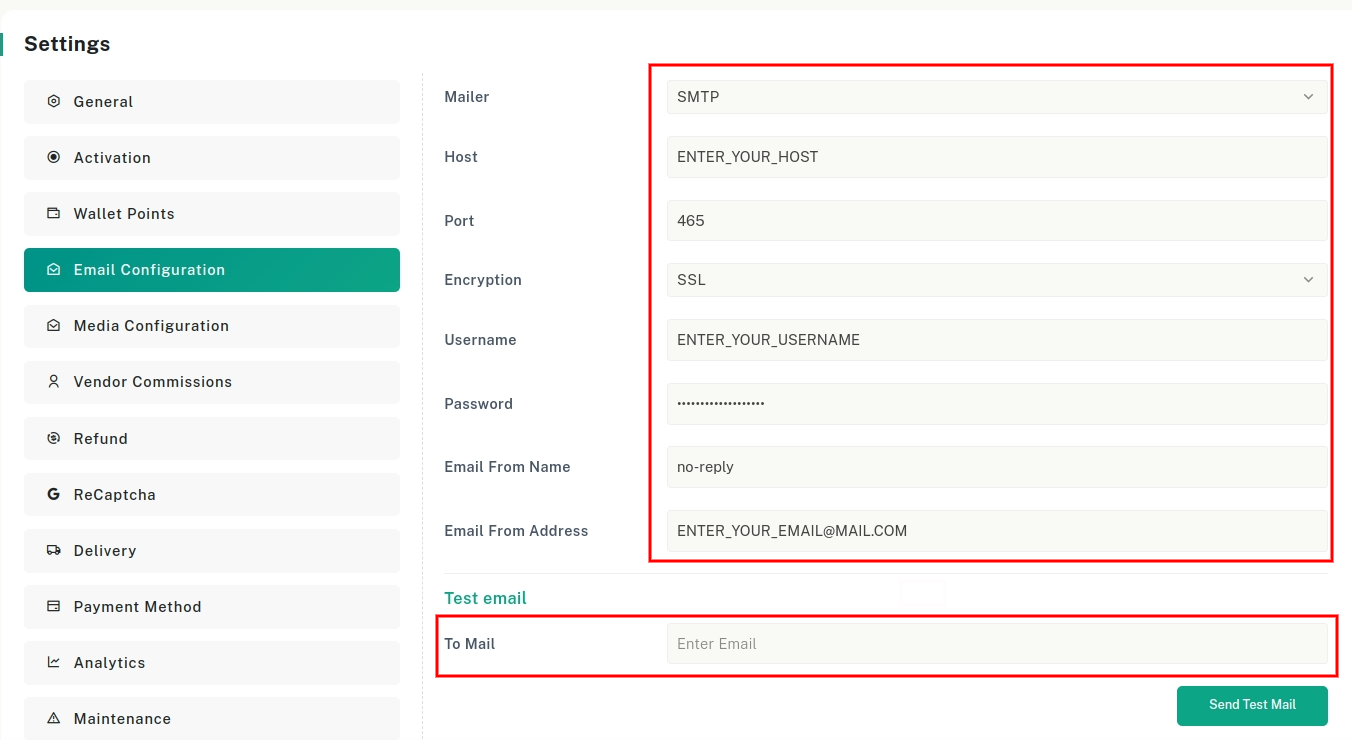 Settings
General
Activation
Wallet Points
Email Configuration
Media Configuration
Vendor Commissions
Refund
ReCaptcha
Delivery
Payment Method
Analytics
Maintenance
Mailer SMTP
Host ENTER_YOUR_HOST
Port 465
Encryption SSL
Username ENTER_YOUR_USERNAME
Password •••••••••••••••••••
Email From Name no-reply
Email From Address ENTER_YOUR_EMAIL@MAIL.COM
Test email
To Mail Enter Email
Send Test Mail